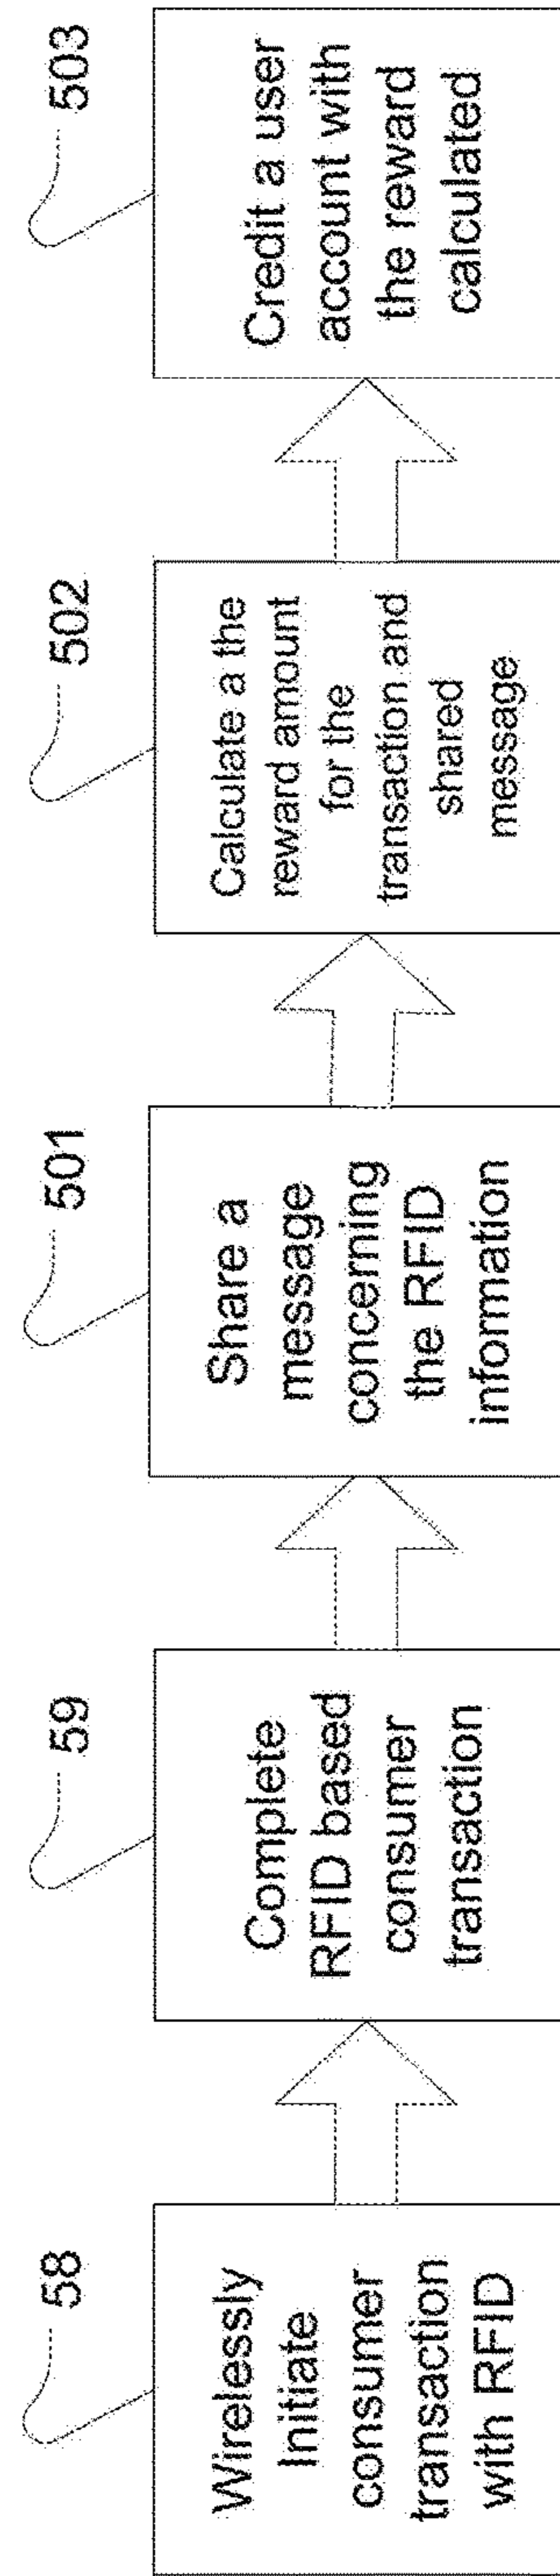 58
Wirelessly
Initiate
consumer
transaction
with RFID
59
Complete
RFID based
consumer
transaction
501
Share a
message
concerning
the RFID
information
502
Calculate a the
reward amount
for the
transaction and
shared
message
503
Credit a user
account with
the reward
calculated